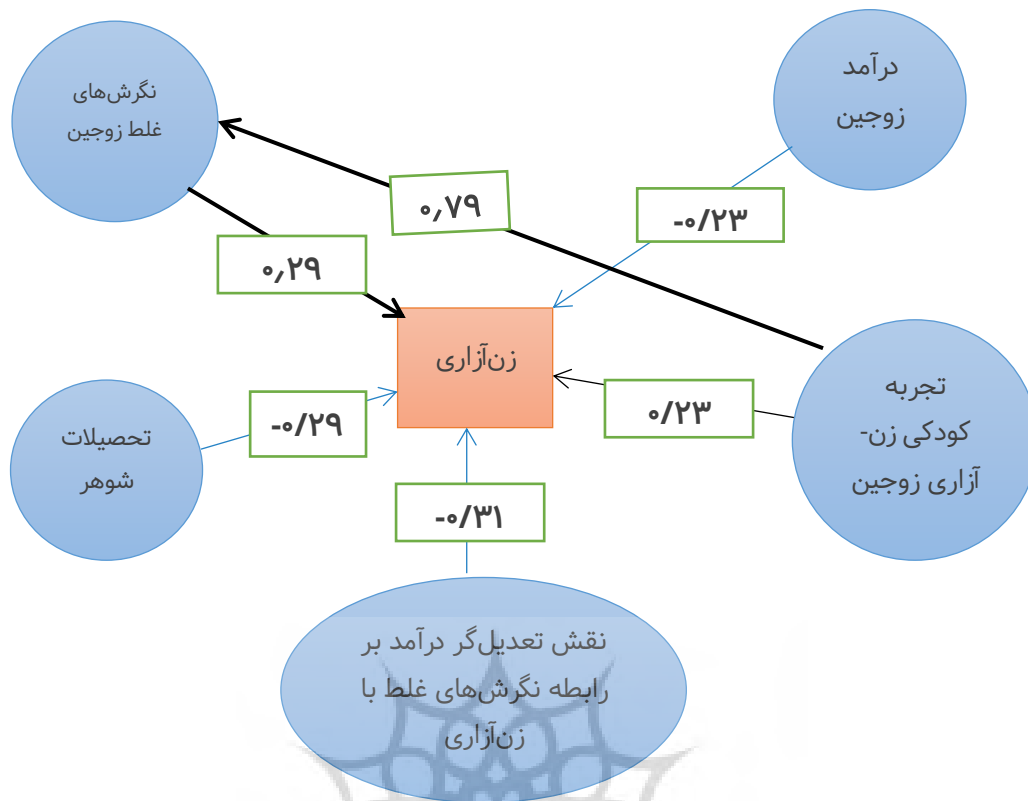 درآمد
زوجین
نگرش‌های
غلط زوجین
۰٫۷۹
-۰/۲۳
۰٫۲۹
زن‌آزاری
تجربه
کودکی زن-
آزاری زوجین
۰/۲۳
-۰/۲۹
تحصیلات
شوهر
-۰/۳۱
نقش تعدیل‌گر درآمد بر
رابطه نگرش‌های غلط با
زن‌آزاری